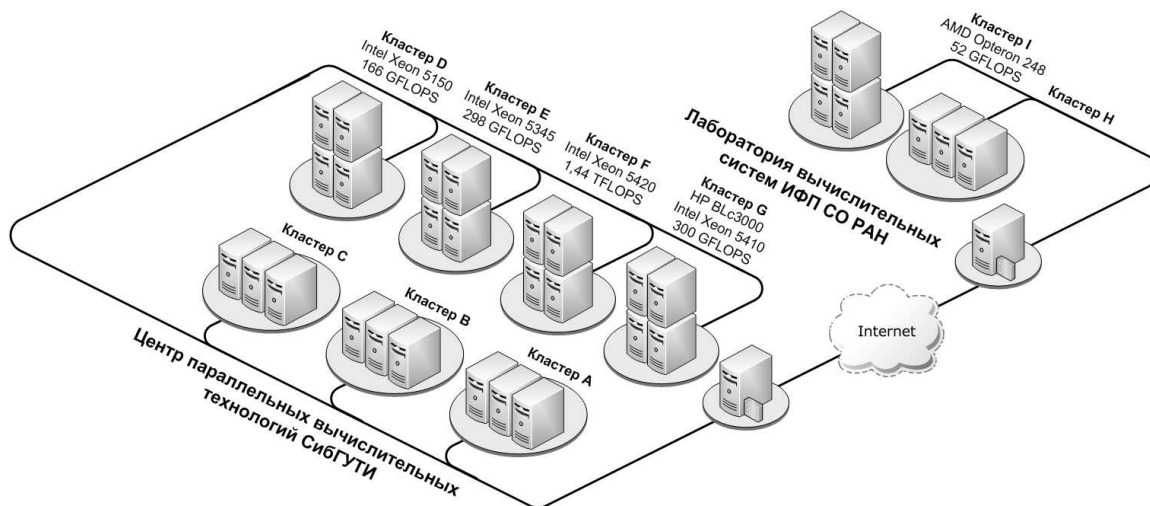 Кластер D
Intel Xeon 5150
166 GFLOPS
Кластер E
Intel Xeon 5345
298 GFLOPS
Кластер F
Intel Xeon 5420
1,44 TFLOPS
Кластер G
HP BLc3000
Intel Xeon 5410
300 GFLOPS
Кластер I
AMD Opteron 248
52 GFLOPS
Кластер H
Лаборатория вычислительных
систем ИФП СО РАН
Кластер C
Кластер B
Кластер A
Internet
Центр параллельных вычислительных
технологий СибГУТИ